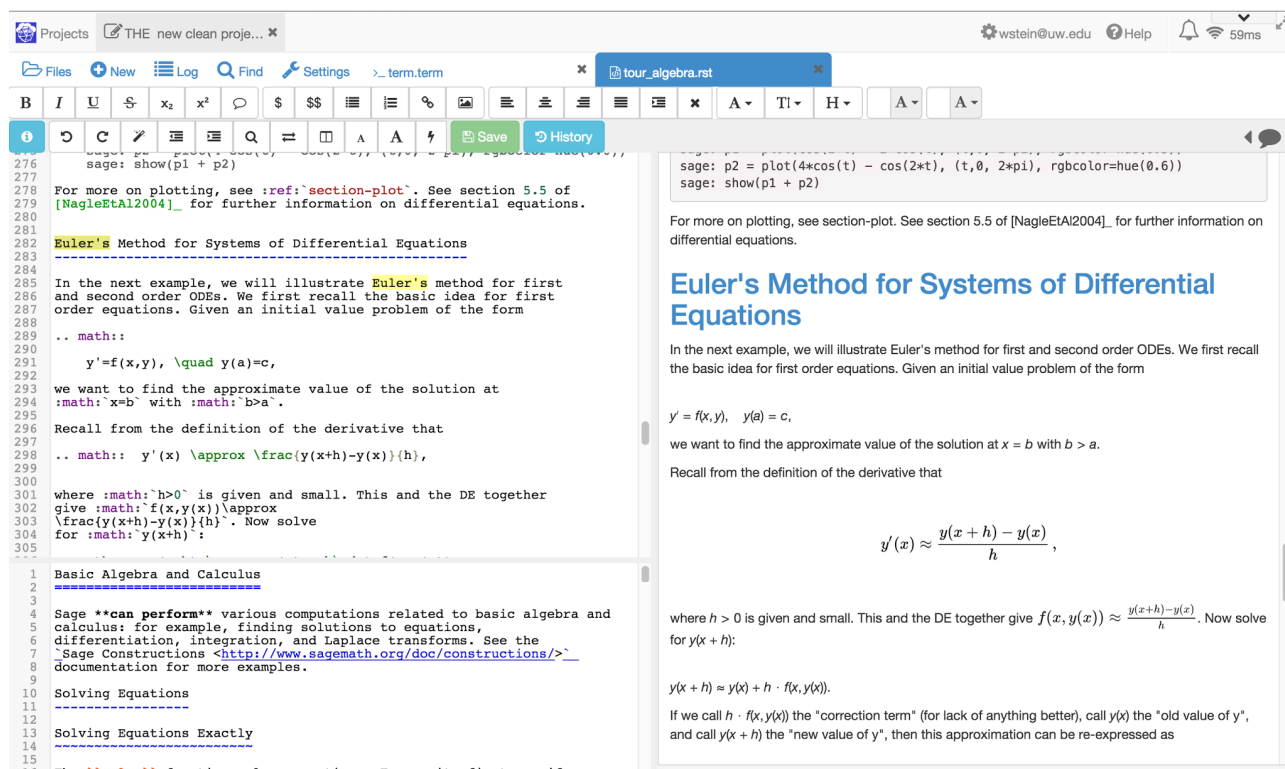 Projects THE new clean proje... wstein@uw.edu Help 59ms
Files New Log Find Settings >_ term.term tour_algebra.rst
B I U S x₂ x² $ $$ A T! H A A
A A Save History
276 sage: show(p1 + p2)
277
278 For more on plotting, see :ref:`section-plot`. See section 5.5 of
279 [NagleEtAl2004]_ for further information on differential equations.
280
281
282 Euler's Method for Systems of Differential Equations
283 ----------------------------------------------------
284
285 In the next example, we will illustrate Euler's method for first
286 and second order ODEs. We first recall the basic idea for first
287 order equations. Given an initial value problem of the form
288
289 .. math::
290
291 y'=f(x,y), \quad y(a)=c,
292
293 we want to find the approximate value of the solution at
294 :math:`x=b` with :math:`b>a`.
295
296 Recall from the definition of the derivative that
297
298 .. math:: y'(x) \approx \frac{y(x+h)-y(x)}{h},
299
300
301 where :math:`h>0` is given and small. This and the DE together
302 give :math:`f(x,y(x))\approx
303 \frac{y(x+h)-y(x)}{h}`. Now solve
304 for :math:`y(x+h)`:
305
1 Basic Algebra and Calculus
2 ==========================
3
4 Sage **can perform** various computations related to basic algebra and
5 calculus: for example, finding solutions to equations,
6 differentiation, integration, and Laplace transforms. See the
7 `Sage Constructions <http://www.sagemath.org/doc/constructions/>`_
8 documentation for more examples.
9
10 Solving Equations
11 -----------------
12
13 Solving Equations Exactly
14 ~~~~~~~~~~~~~~~~~~~~~~~~~
15
sage: p2 = plot(4*cos(t) - cos(2*t), (t,0, 2*pi), rgbcolor=hue(0.6))
sage: show(p1 + p2)
For more on plotting, see section-plot. See section 5.5 of [NagleEtAl2004]_ for further information on
differential equations.
Euler's Method for Systems of Differential
Equations
In the next example, we will illustrate Euler's method for first and second order ODEs. We first recall
the basic idea for first order equations. Given an initial value problem of the form
y′ = f(x, y), y(a) = c,
we want to find the approximate value of the solution at x = b with b > a.
Recall from the definition of the derivative that
y′(x) ≈ y(x + h) − y(x) / h ,
where h > 0 is given and small. This and the DE together give f(x, y(x)) ≈ y(x+h)−y(x) / h . Now solve
for y(x + h):
y(x + h) ≈ y(x) + h · f(x, y(x)).
If we call h · f(x, y(x)) the "correction term" (for lack of anything better), call y(x) the "old value of y",
and call y(x + h) the "new value of y", then this approximation can be re-expressed as